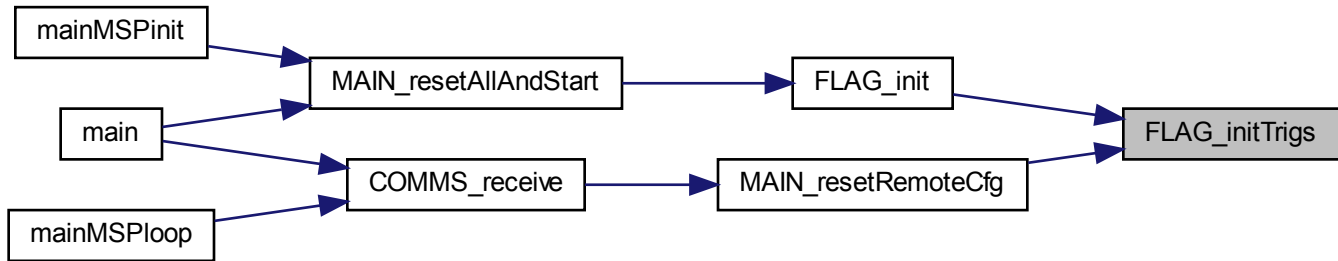 mainMSPinit
MAIN_resetAllAndStart
FLAG_init
main
FLAG_initTrigs
COMMS_receive
MAIN_resetRemoteCfg
mainMSPloop